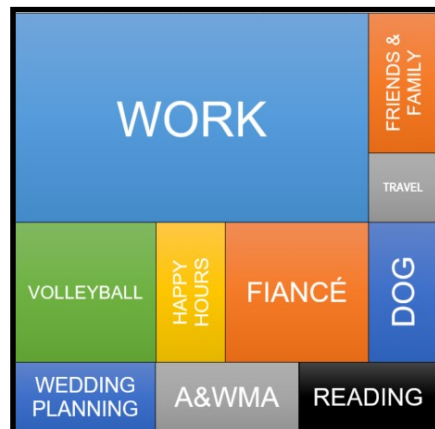 WORK
FRIENDS &
FAMILY
TRAVEL
VOLLEYBALL
HAPPY
HOURS
FIANCÉ
DOG
WEDDING
PLANNING
A&WMA
READING